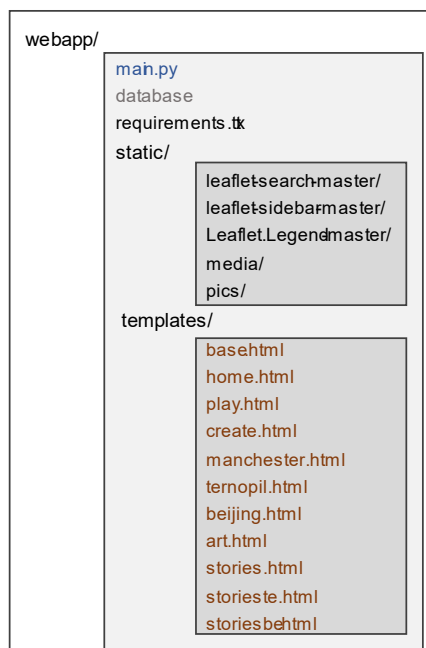 webapp/
main.py
database
requirements.txt
static/
leaflet-search-master/
leaflet-sidebar-master/
Leaflet.Legend-master/
media/
pics/
templates/
base.html
home.html
play.html
create.html
manchester.html
ternopil.html
beijing.html
art.html
stories.html
storieste.html
storiesbe.html